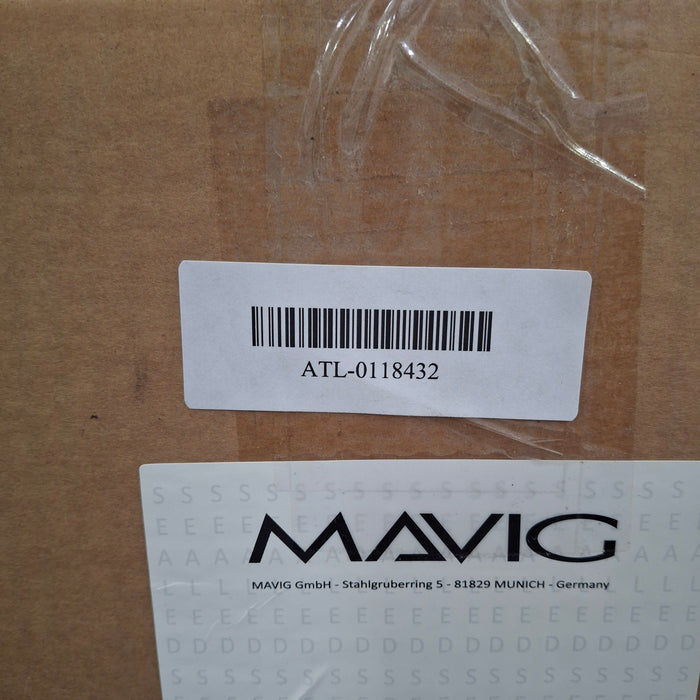 ATL-0118432
S S S S S S S S S S S S S S S S S S S
E E E E E E E
MAVIG
A A A A A A
MAVIG GmbH - Stahlgruberring 5 - 81829 MUNICH - Germany
L L L L L L
E E E E E E E E E E E E E E E E E E E
D D D D D D D D D D D D D D D D D D D
S S S S S S S S S S S S S S S S S S S